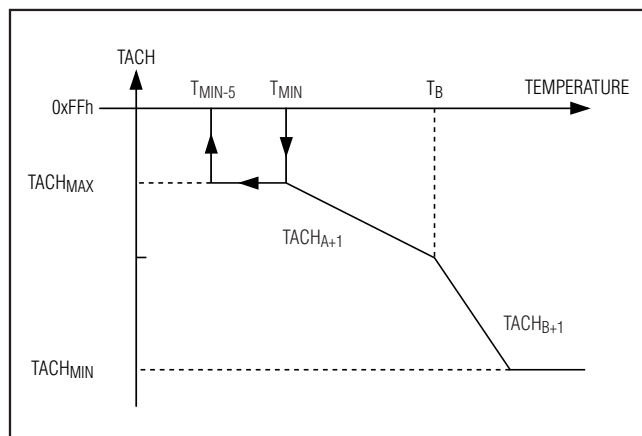 TACH
TMIN-5
TMIN
TB
TEMPERATURE
0xFFh
TACHMAX
TACHA+1
TACHB+1
TACHMIN